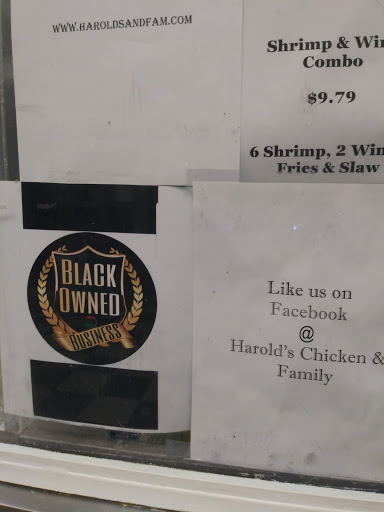 WWW.HAROLDSANDFAM.COM
Shrimp & Win
Combo
$9.79
6 Shrimp, 2 Win
Fries & Slaw
BLACK
OWNED
BUSINESS
Like us on
Facebook
@
Harold's Chicken &
Family